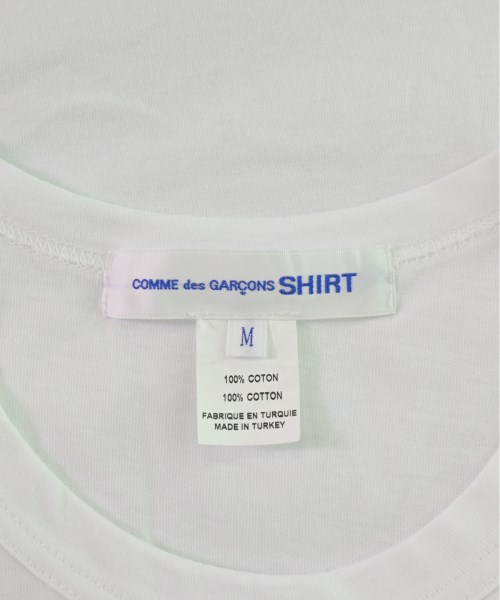 COMME des GARÇONS SHIRT
M
100% COTON
100% COTTON
FABRIQUE EN TURQUIE
MADE IN TURKEY